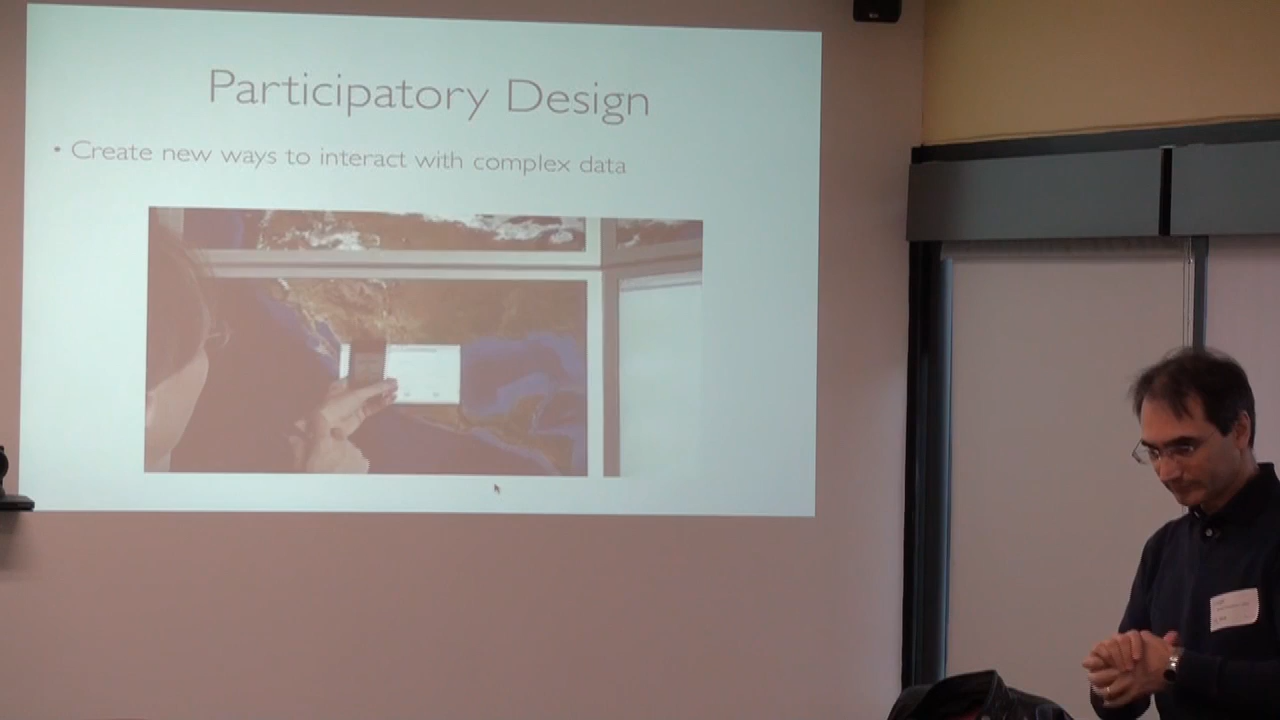 Participatory Design
• Create new ways to interact with complex data